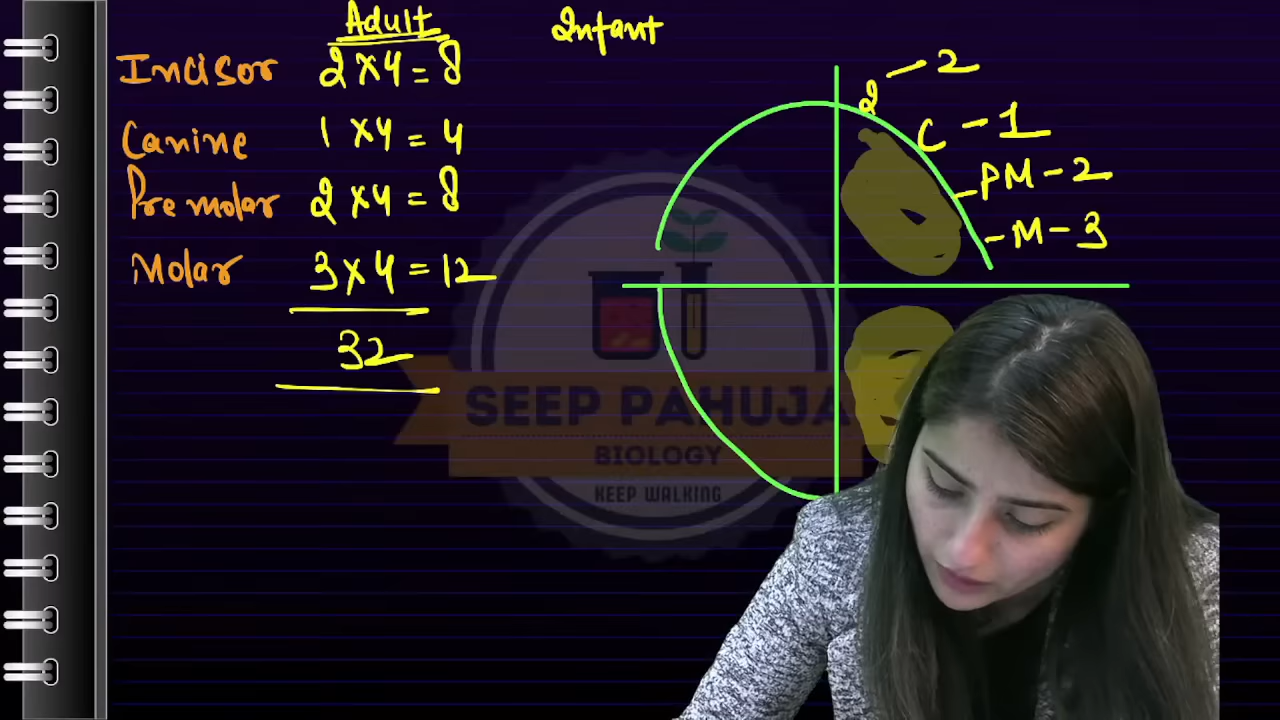 Adult
Infant
Incisor 2 x 4 = 8
Canine 1 x 4 = 4
Pre molar 2 x 4 = 8
Molar 3 x 4 = 12
32
I - 2
C - 1
- PM - 2
- M - 3
SEEP PAHUJA
BIOLOGY
KEEP WALKING